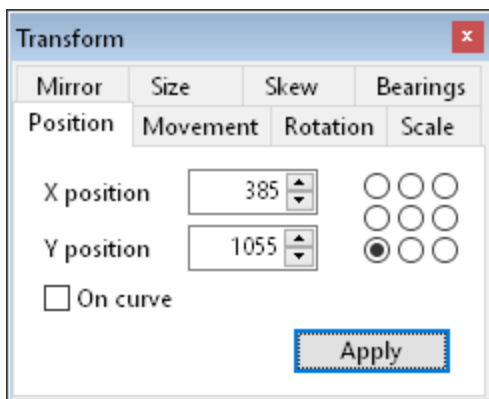 Transform
Mirror Size Skew Bearings
Position Movement Rotation Scale
X position 385
Y position 1055
On curve
Apply